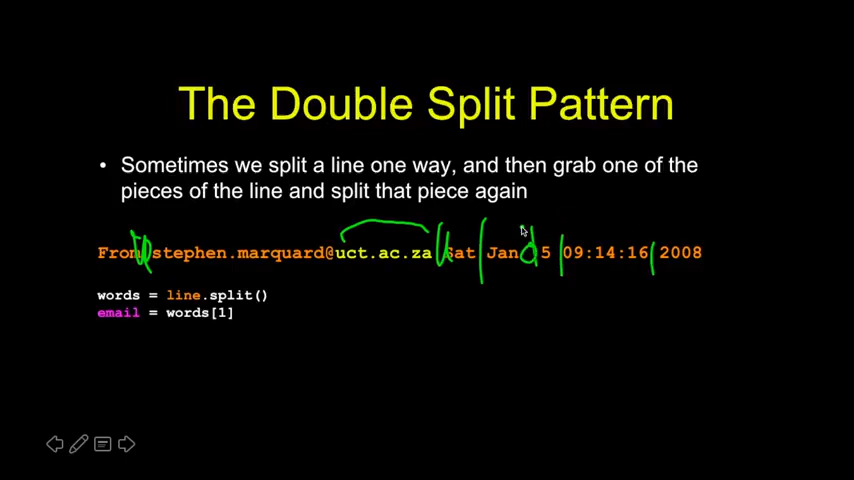 The Double Split Pattern
• Sometimes we split a line one way, and then grab one of the
pieces of the line and split that piece again
From stephen.marquard@uct.ac.za Sat Jan 5 09:14:16 2008
words = line.split()
email = words[1]